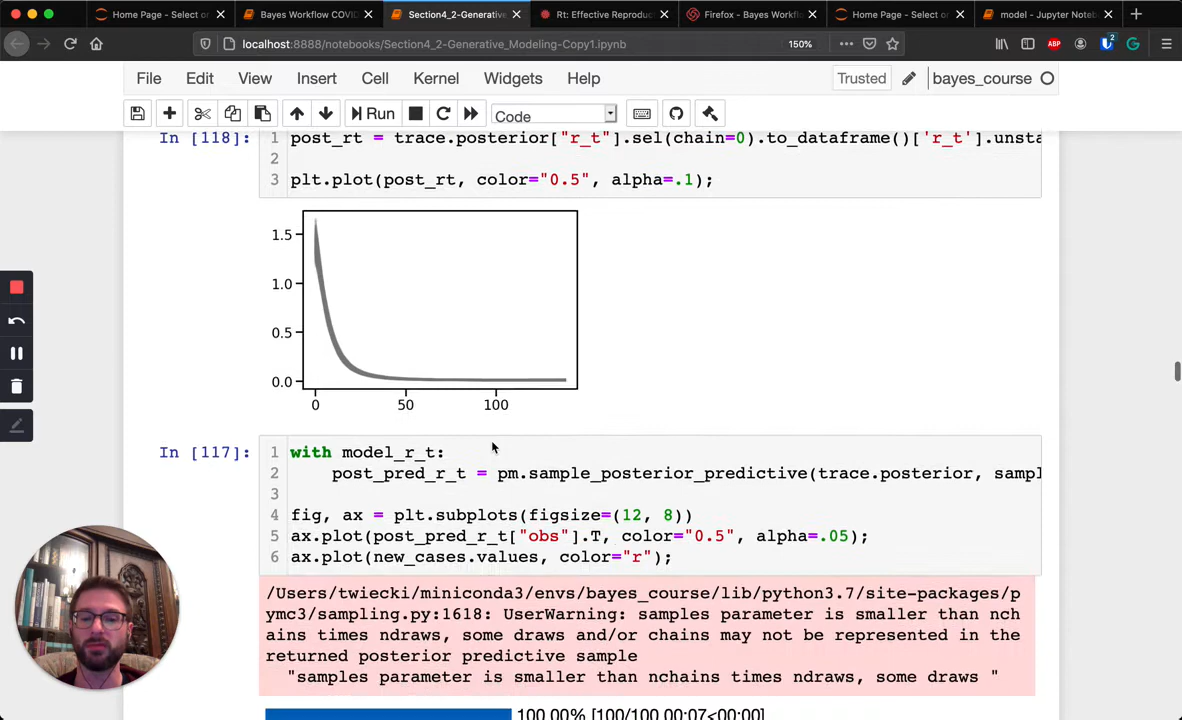 Home Page - Select or
Bayes Workflow COVID
Section4_2-Generative
Rt: Effective Reproduc
Firefox - Bayes Workfl
Home Page - Select or
model - Jupyter Noteb
localhost:8888/notebooks/Section4_2-Generative_Modeling-Copy1.ipynb
150%
ABP
2
File Edit View Insert Cell Kernel Widgets Help
Trusted
bayes_course
Run
Code
In [118]:
1 post_rt = trace.posterior["r_t"].sel(chain=0).to_dataframe()['r_t'].unsta
2
3 plt.plot(post_rt, color="0.5", alpha=.1);
1.5
1.0
0.5
0.0
0 50 100
In [117]:
1 with model_r_t:
2 post_pred_r_t = pm.sample_posterior_predictive(trace.posterior, sampl
3
4 fig, ax = plt.subplots(figsize=(12, 8))
5 ax.plot(post_pred_r_t["obs"].T, color="0.5", alpha=.05);
6 ax.plot(new_cases.values, color="r");
/Users/twiecki/miniconda3/envs/bayes_course/lib/python3.7/site-packages/p
ymc3/sampling.py:1618: UserWarning: samples parameter is smaller than nch
ains times ndraws, some draws and/or chains may not be represented in the
returned posterior predictive sample
"samples parameter is smaller than nchains times ndraws, some draws "
100.00% [100/100 00:07<00:00]